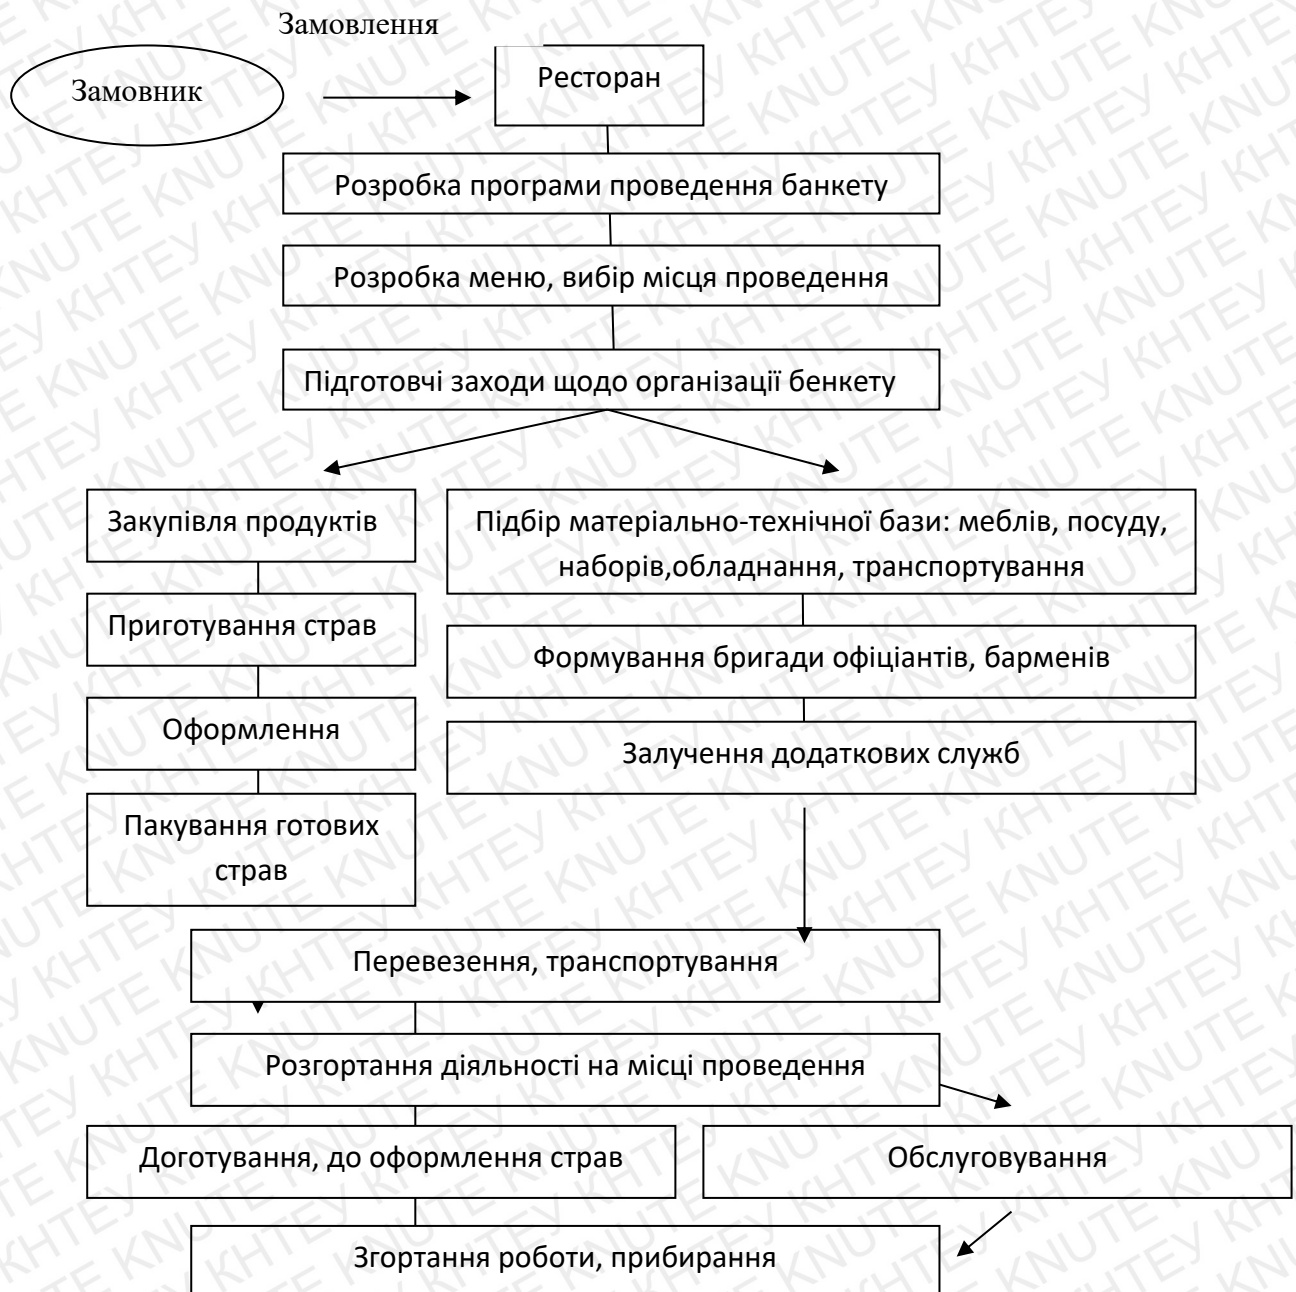 Замовлення
Замовник
Ресторан
Розробка програми проведення банкету
Розробка меню, вибір місця проведення
Підготовчі заходи щодо організації бенкету
Закупівля продуктів
Підбір матеріально-технічної бази: меблів, посуду,
наборів,обладнання, транспортування
Приготування страв
Формування бригади офіціантів, барменів
Оформлення
Залучення додаткових служб
Пакування готових
страв
Перевезення, транспортування
Розгортання діяльності на місці проведення
Доготування, до оформлення страв
Обслуговування
Згортання роботи, прибирання
KNUTE КНТЕУ